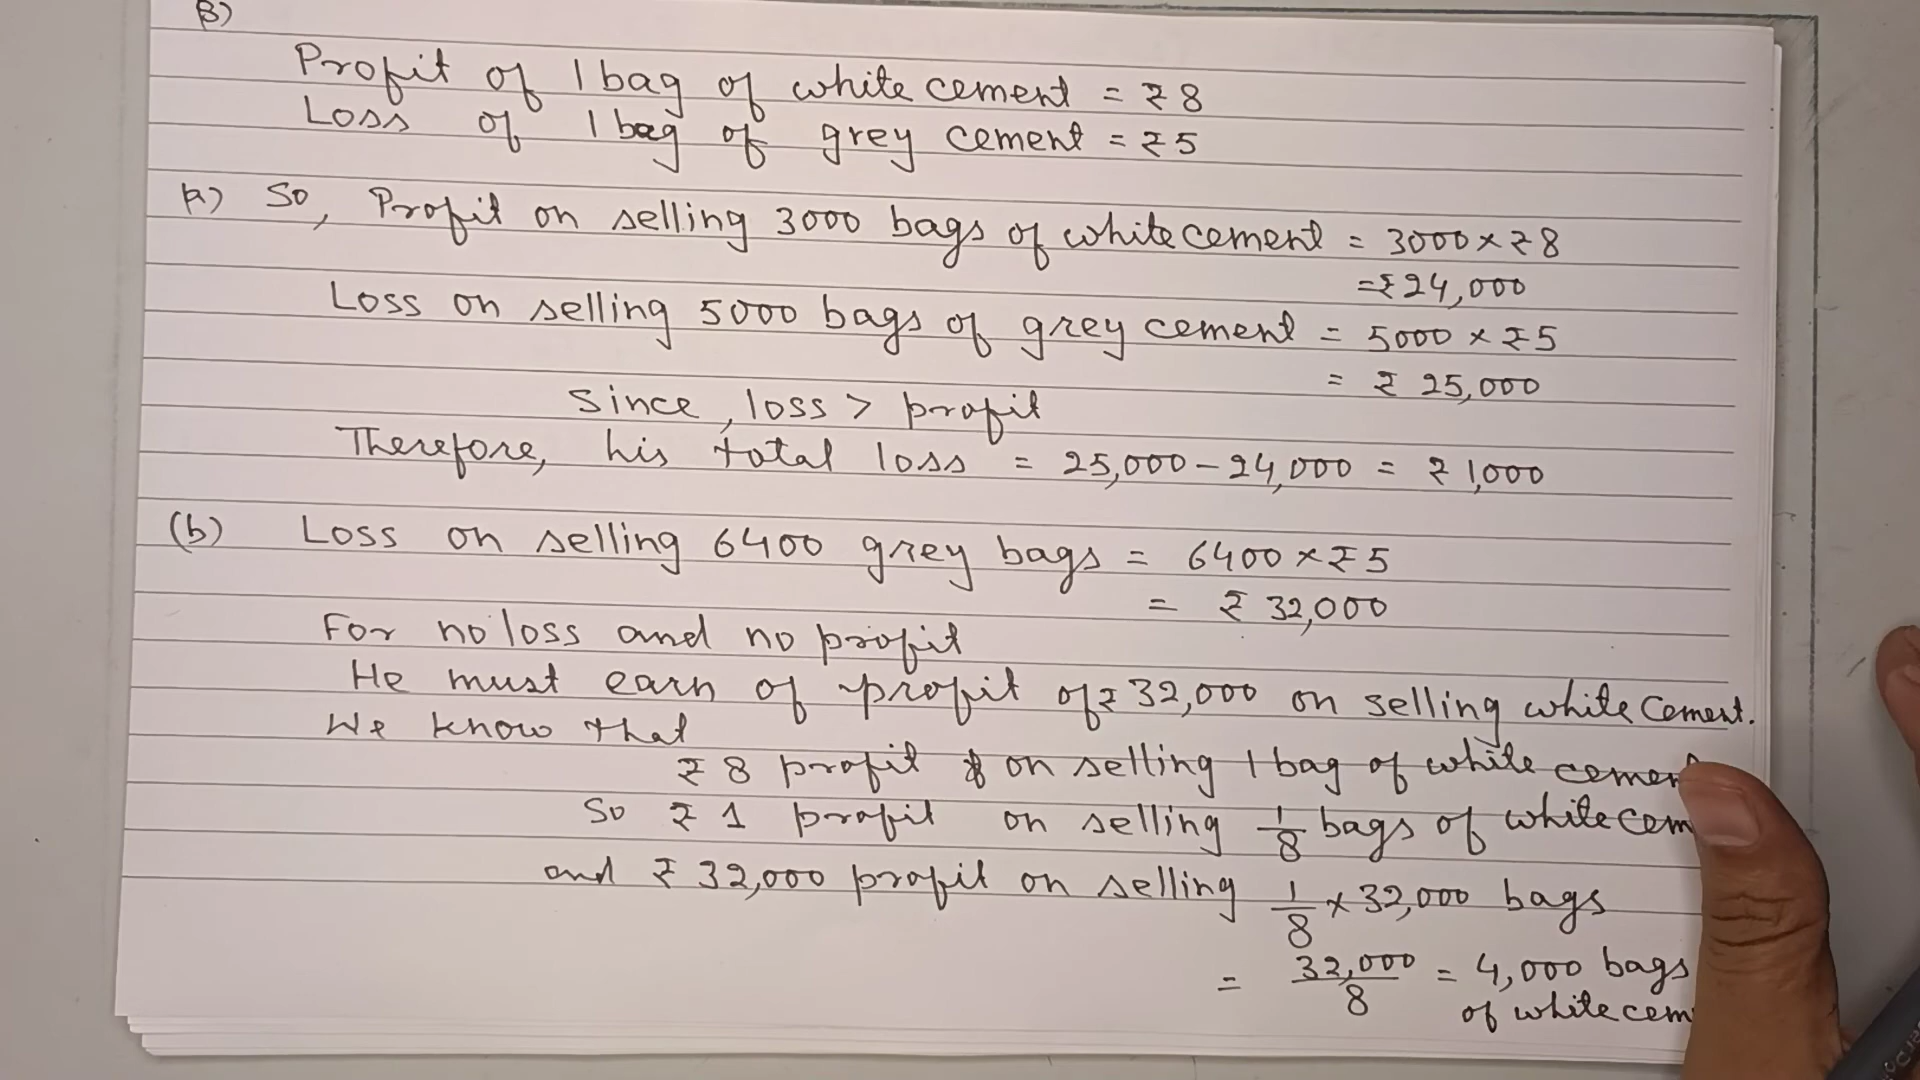 3)
Profit of 1 bag of white cement = ₹8
Loss of 1 bag of grey cement = ₹5
a) So, Profit on selling 3000 bags of white cement = 3000 × ₹8
= ₹24,000
Loss on selling 5000 bags of grey cement = 5000 × ₹5
= ₹ 25,000
Since, loss > profit
Therefore, his total loss = 25,000 - 24,000 = ₹ 1,000
(b) Loss on selling 6400 grey bags = 6400 × ₹5
= ₹ 32,000
For no loss and no profit
He must earn of profit of ₹ 32,000 on selling white cement.
We know that
₹ 8 profit on selling 1 bag of white cement
So ₹ 1 profit on selling 1/8 bags of white cem
and ₹ 32,000 profit on selling 1/8 × 32,000 bags
= 32,000/8 = 4,000 bags
of white cem